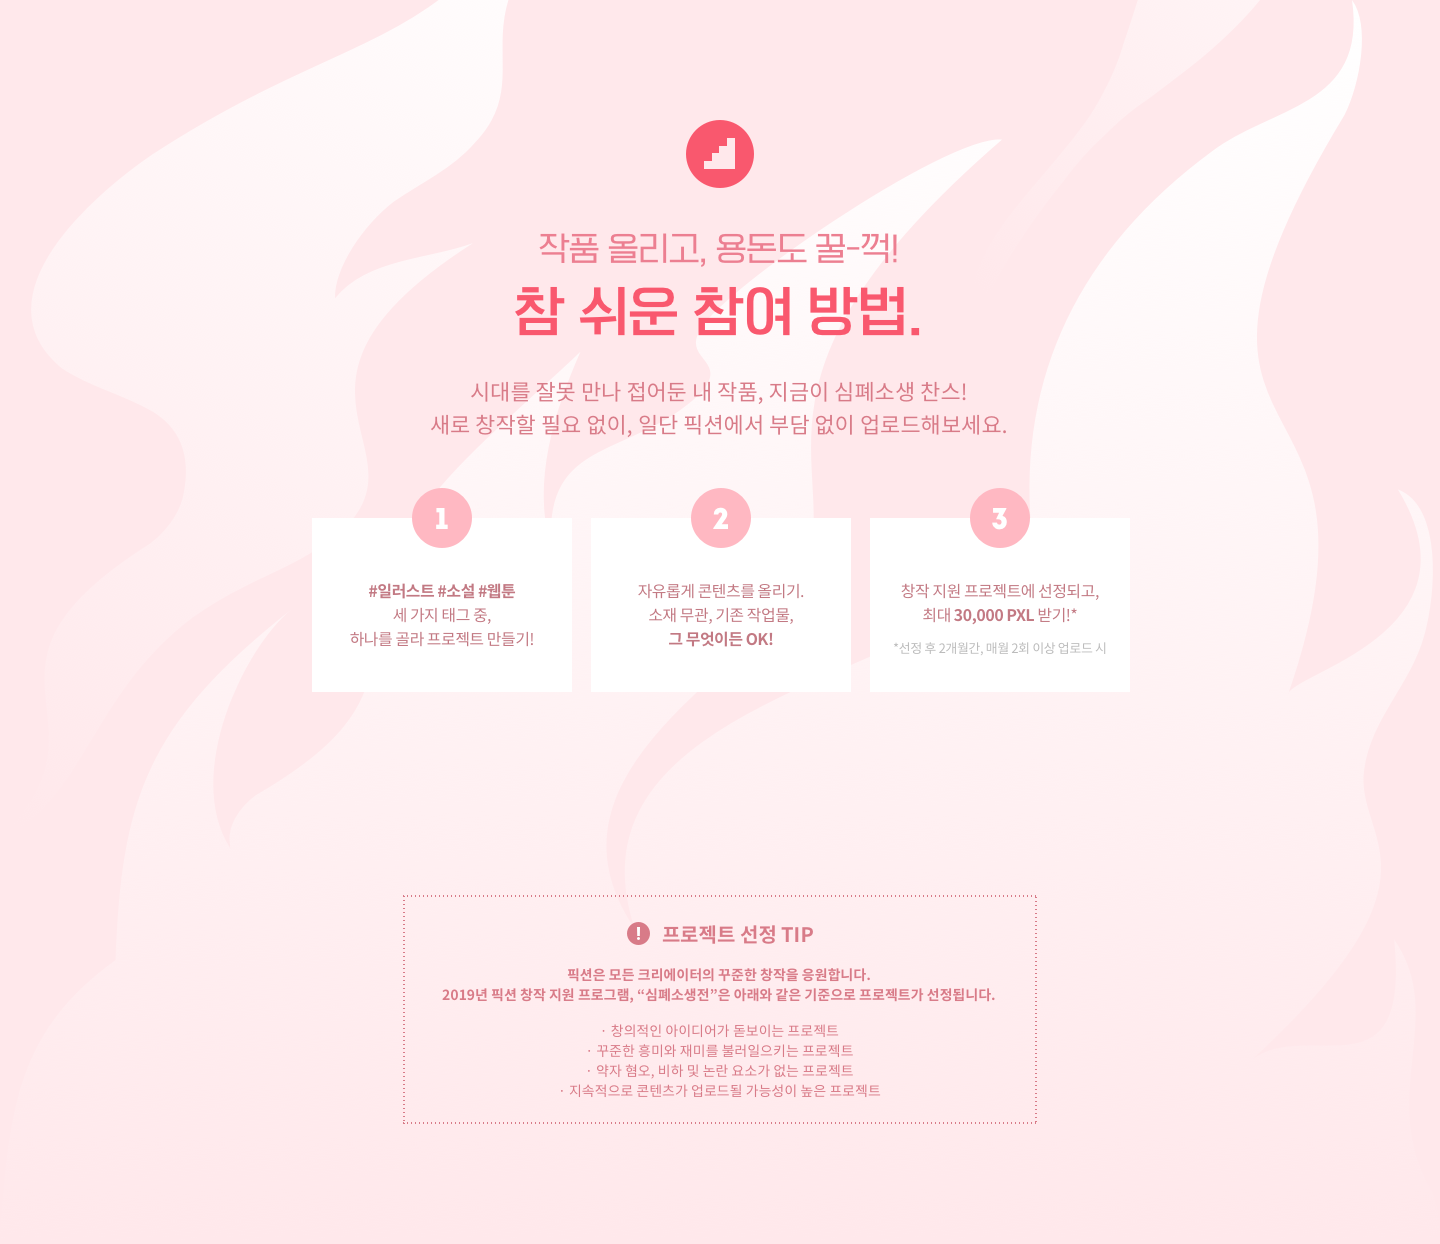 작품 올리고, 용돈도 꿀-꺽!
참 쉬운 참여 방법.
시대를 잘못 만나 접어둔 내 작품, 지금이 심폐소생 찬스!
새로 창작할 필요 없이, 일단 픽션에서 부담 없이 업로드해보세요.
1
#일러스트 #소설 #웹툰
세 가지 태그 중,
하나를 골라 프로젝트 만들기!
2
자유롭게 콘텐츠를 올리기.
소재 무관, 기존 작업물,
그 무엇이든 OK!
3
창작 지원 프로젝트에 선정되고,
최대 30,000 PXL 받기!*
*선정 후 2개월간, 매월 2회 이상 업로드 시
! 프로젝트 선정 TIP
픽션은 모든 크리에이터의 꾸준한 창작을 응원합니다.
2019년 픽션 창작 지원 프로그램, “심폐소생전”은 아래와 같은 기준으로 프로젝트가 선정됩니다.
· 창의적인 아이디어가 돋보이는 프로젝트
· 꾸준한 흥미와 재미를 불러일으키는 프로젝트
· 약자 혐오, 비하 및 논란 요소가 없는 프로젝트
· 지속적으로 콘텐츠가 업로드될 가능성이 높은 프로젝트